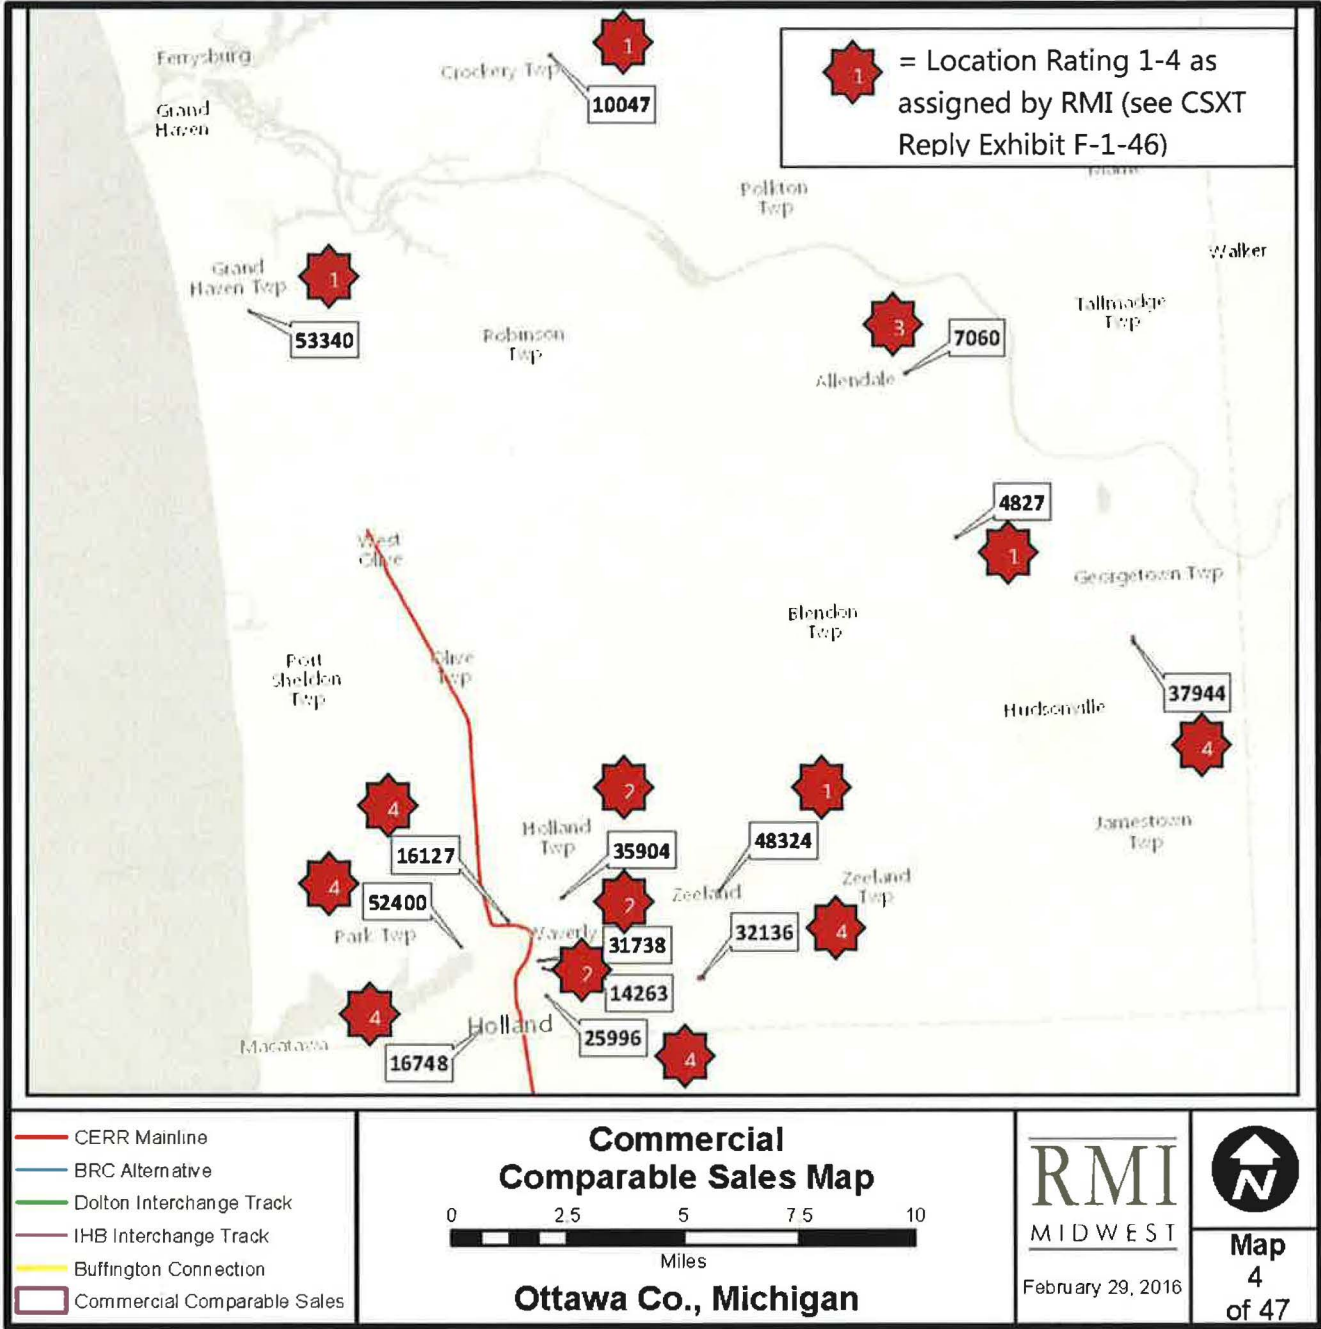 Ferrysburg
Grand
Haven
Crockery Twp
1
10047
1
= Location Rating 1-4 as
assigned by RMI (see CSXT
Reply Exhibit F-1-46)
Polkton
Twp
Walker
Grand
Haven Twp
1
53340
Robinson
Twp
3
7060
Allendale
Tallmadge
Twp
4827
1
Georgetown Twp
West
Olive
Blendon
Twp
Port
Sheldon
Twp
Olive
Twp
37944
Hudsonville
4
4
2
1
Holland
Twp
16127
35904
48324
Jamestown
Twp
4
52400
2
Zeeland
Zeeland
Twp
Park Twp
Waverly
31738
32136
4
2
14263
4
Holland
25996
Macatawa
16748
4
CERR Mainline
BRC Alternative
Dolton Interchange Track
IHB Interchange Track
Buffington Connection
Commercial Comparable Sales
Commercial
Comparable Sales Map
0 2.5 5 7.5 10
Miles
Ottawa Co., Michigan
RMI
MIDWEST
February 29, 2016
N
Map
4
of 47